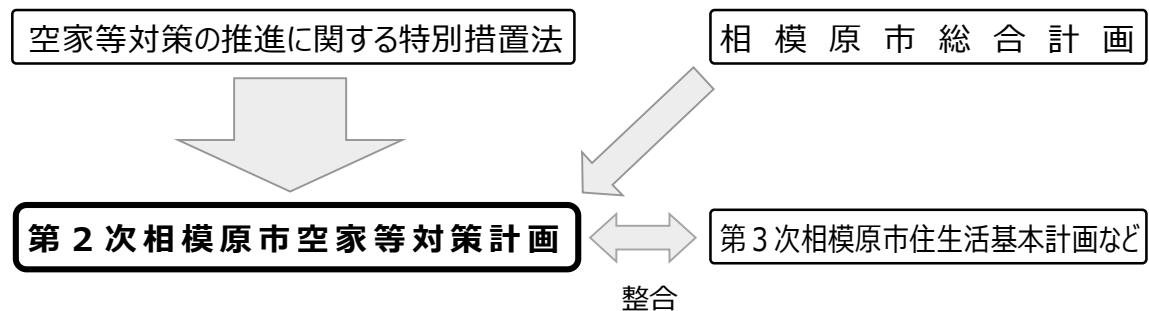 空家等対策の推進に関する特別措置法
相模原市総合計画
第２次相模原市空家等対策計画
第３次相模原市住生活基本計画など
整合